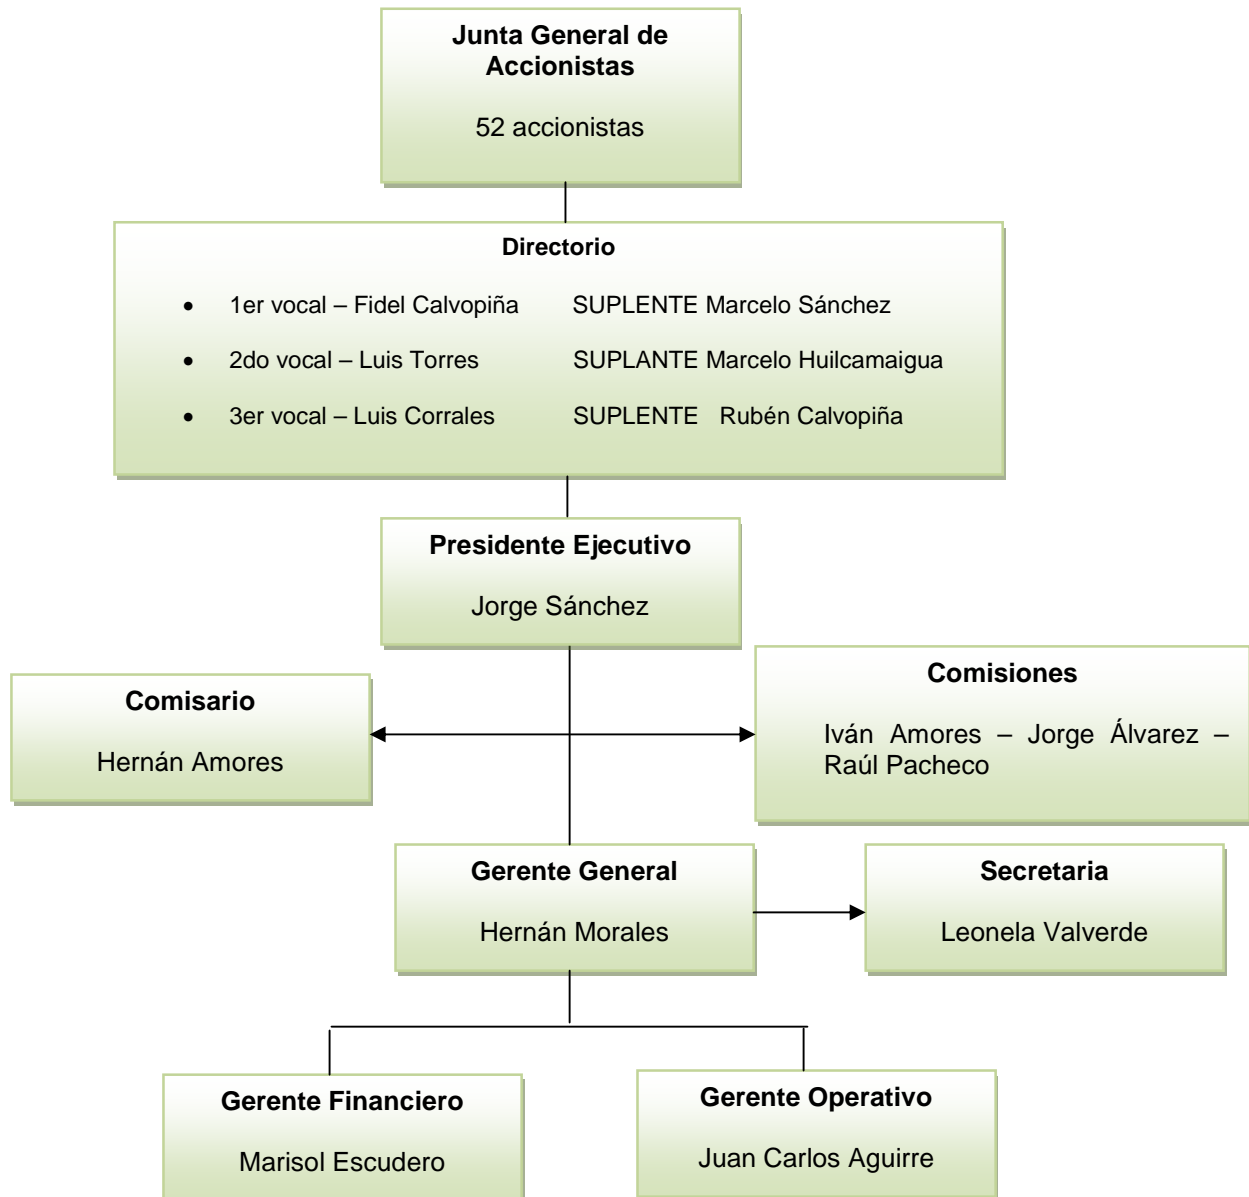 Junta General de
Accionistas
52 accionistas
Directorio
• 1er vocal – Fidel Calvopiña SUPLENTE Marcelo Sánchez
• 2do vocal – Luis Torres SUPLANTE Marcelo Huilcamaigua
• 3er vocal – Luis Corrales SUPLENTE Rubén Calvopiña
Presidente Ejecutivo
Jorge Sánchez
Comisario
Hernán Amores
Comisiones
Iván Amores – Jorge Álvarez –
Raúl Pacheco
Gerente General
Hernán Morales
Secretaria
Leonela Valverde
Gerente Financiero
Marisol Escudero
Gerente Operativo
Juan Carlos Aguirre